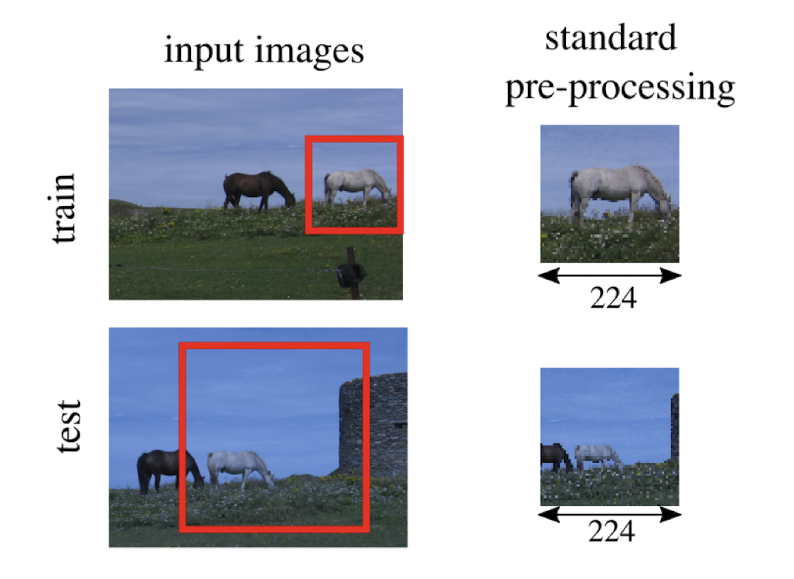 input images
standard
pre-processing
train
224
test
224